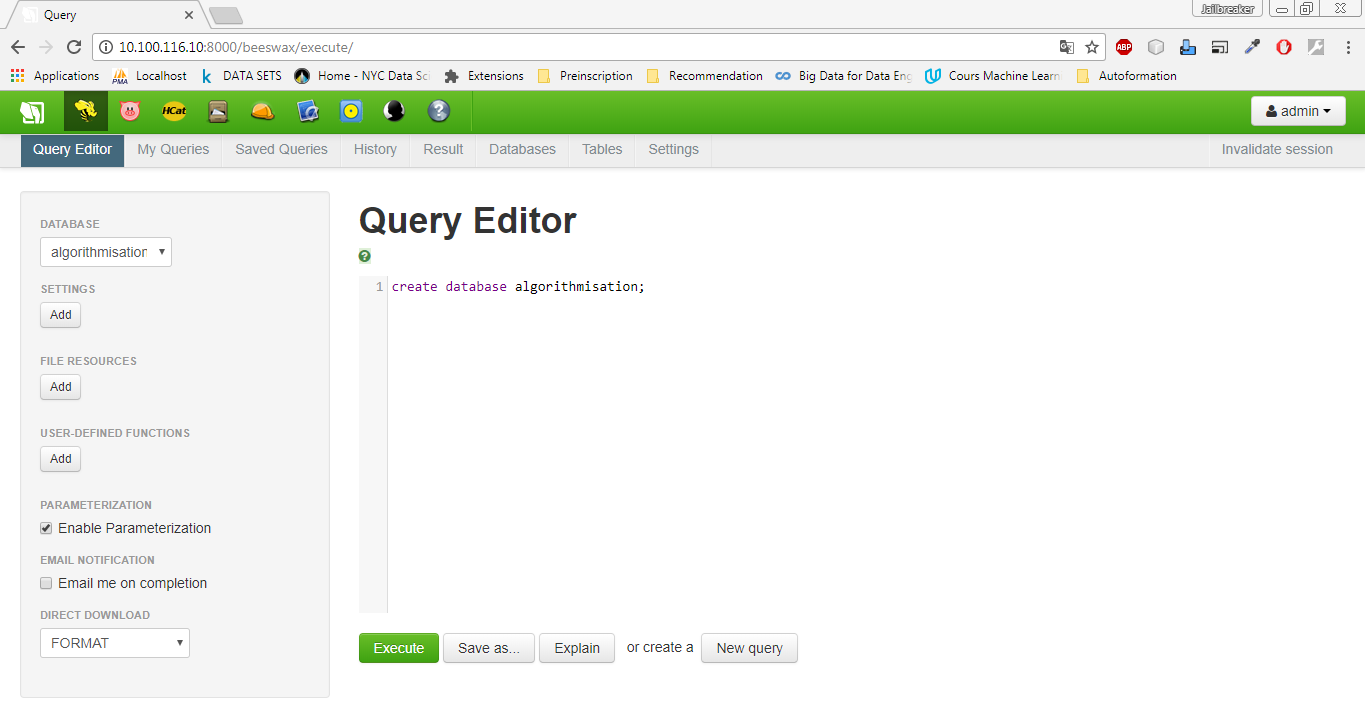 Query
Jailbreaker
10.100.116.10:8000/beeswax/execute/
ABP
Applications
PMA
Localhost
k
DATA SETS
Home - NYC Data Sci
Extensions
Preinscription
Recommendation
Big Data for Data Eng
Cours Machine Learn
Autoformation
HCat
?
admin
Query Editor
My Queries
Saved Queries
History
Result
Databases
Tables
Settings
Invalidate session
DATABASE
algorithmisation
SETTINGS
Add
FILE RESOURCES
Add
USER-DEFINED FUNCTIONS
Add
PARAMETERIZATION
Enable Parameterization
EMAIL NOTIFICATION
Email me on completion
DIRECT DOWNLOAD
FORMAT
Query Editor
?
1 create database algorithmisation;
Execute
Save as...
Explain
or create a
New query